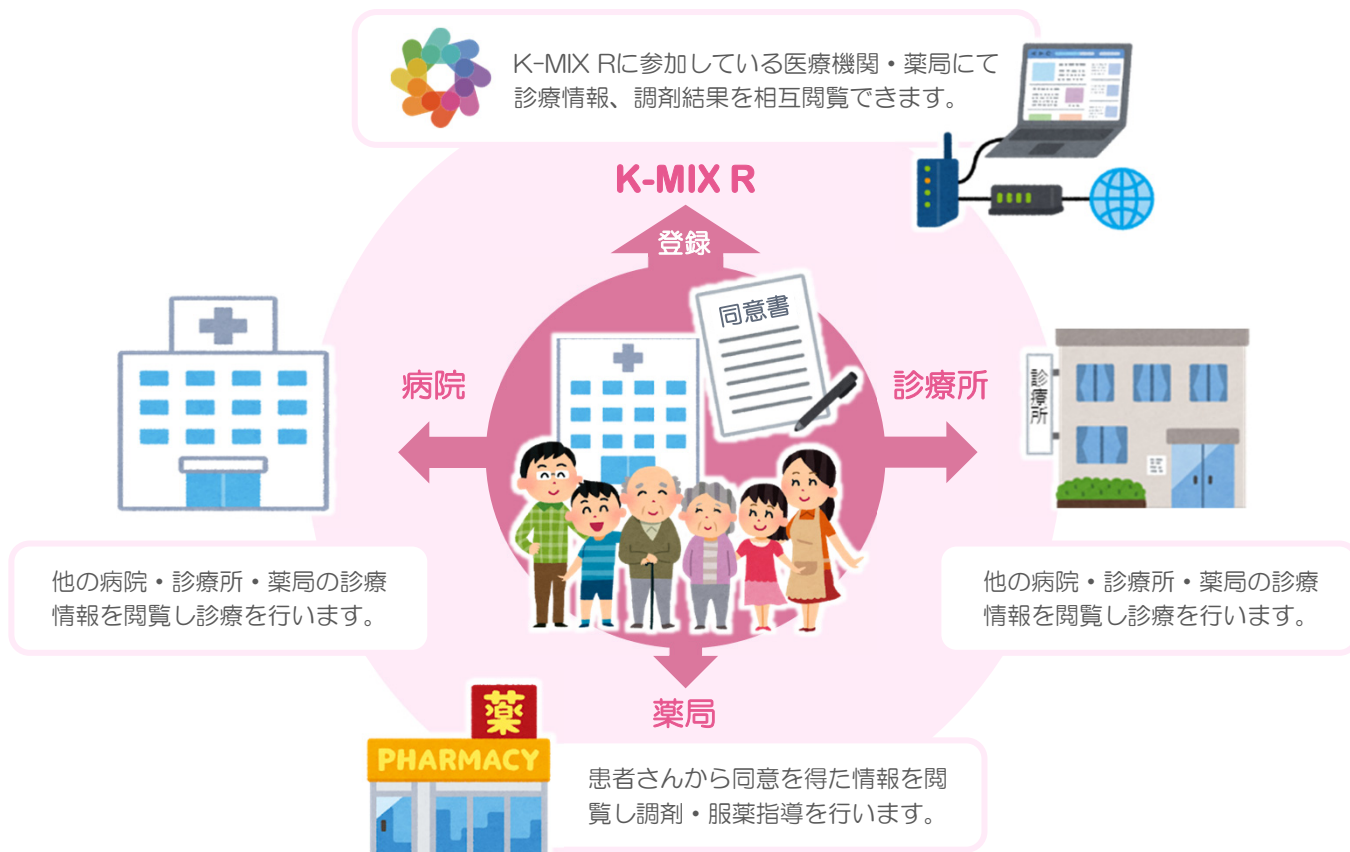 K-MIX Rに参加している医療機関・薬局にて
診療情報、調剤結果を相互閲覧できます。
K-MIX R
登録
同意書
病院
診療所
診療所
他の病院・診療所・薬局の診療
情報を閲覧し診療を行います。
他の病院・診療所・薬局の診療
情報を閲覧し診療を行います。
薬局
薬
PHARMACY
患者さんから同意を得た情報を閲
覧し調剤・服薬指導を行います。